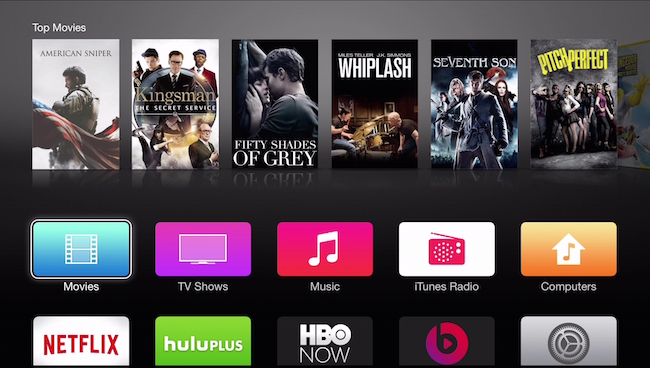 Top Movies
AMERICAN SNIPER
Kingsman
THE SECRET SERVICE
FIFTY SHADES
OF GREY
MILES TELLER J.K. SIMMONS
WHIPLASH
SEVENTH SON
PITCH PERFECT
Movies
TV Shows
Music
iTunes Radio
Computers
NETFLIX
huluPLUS
HBO
NOW